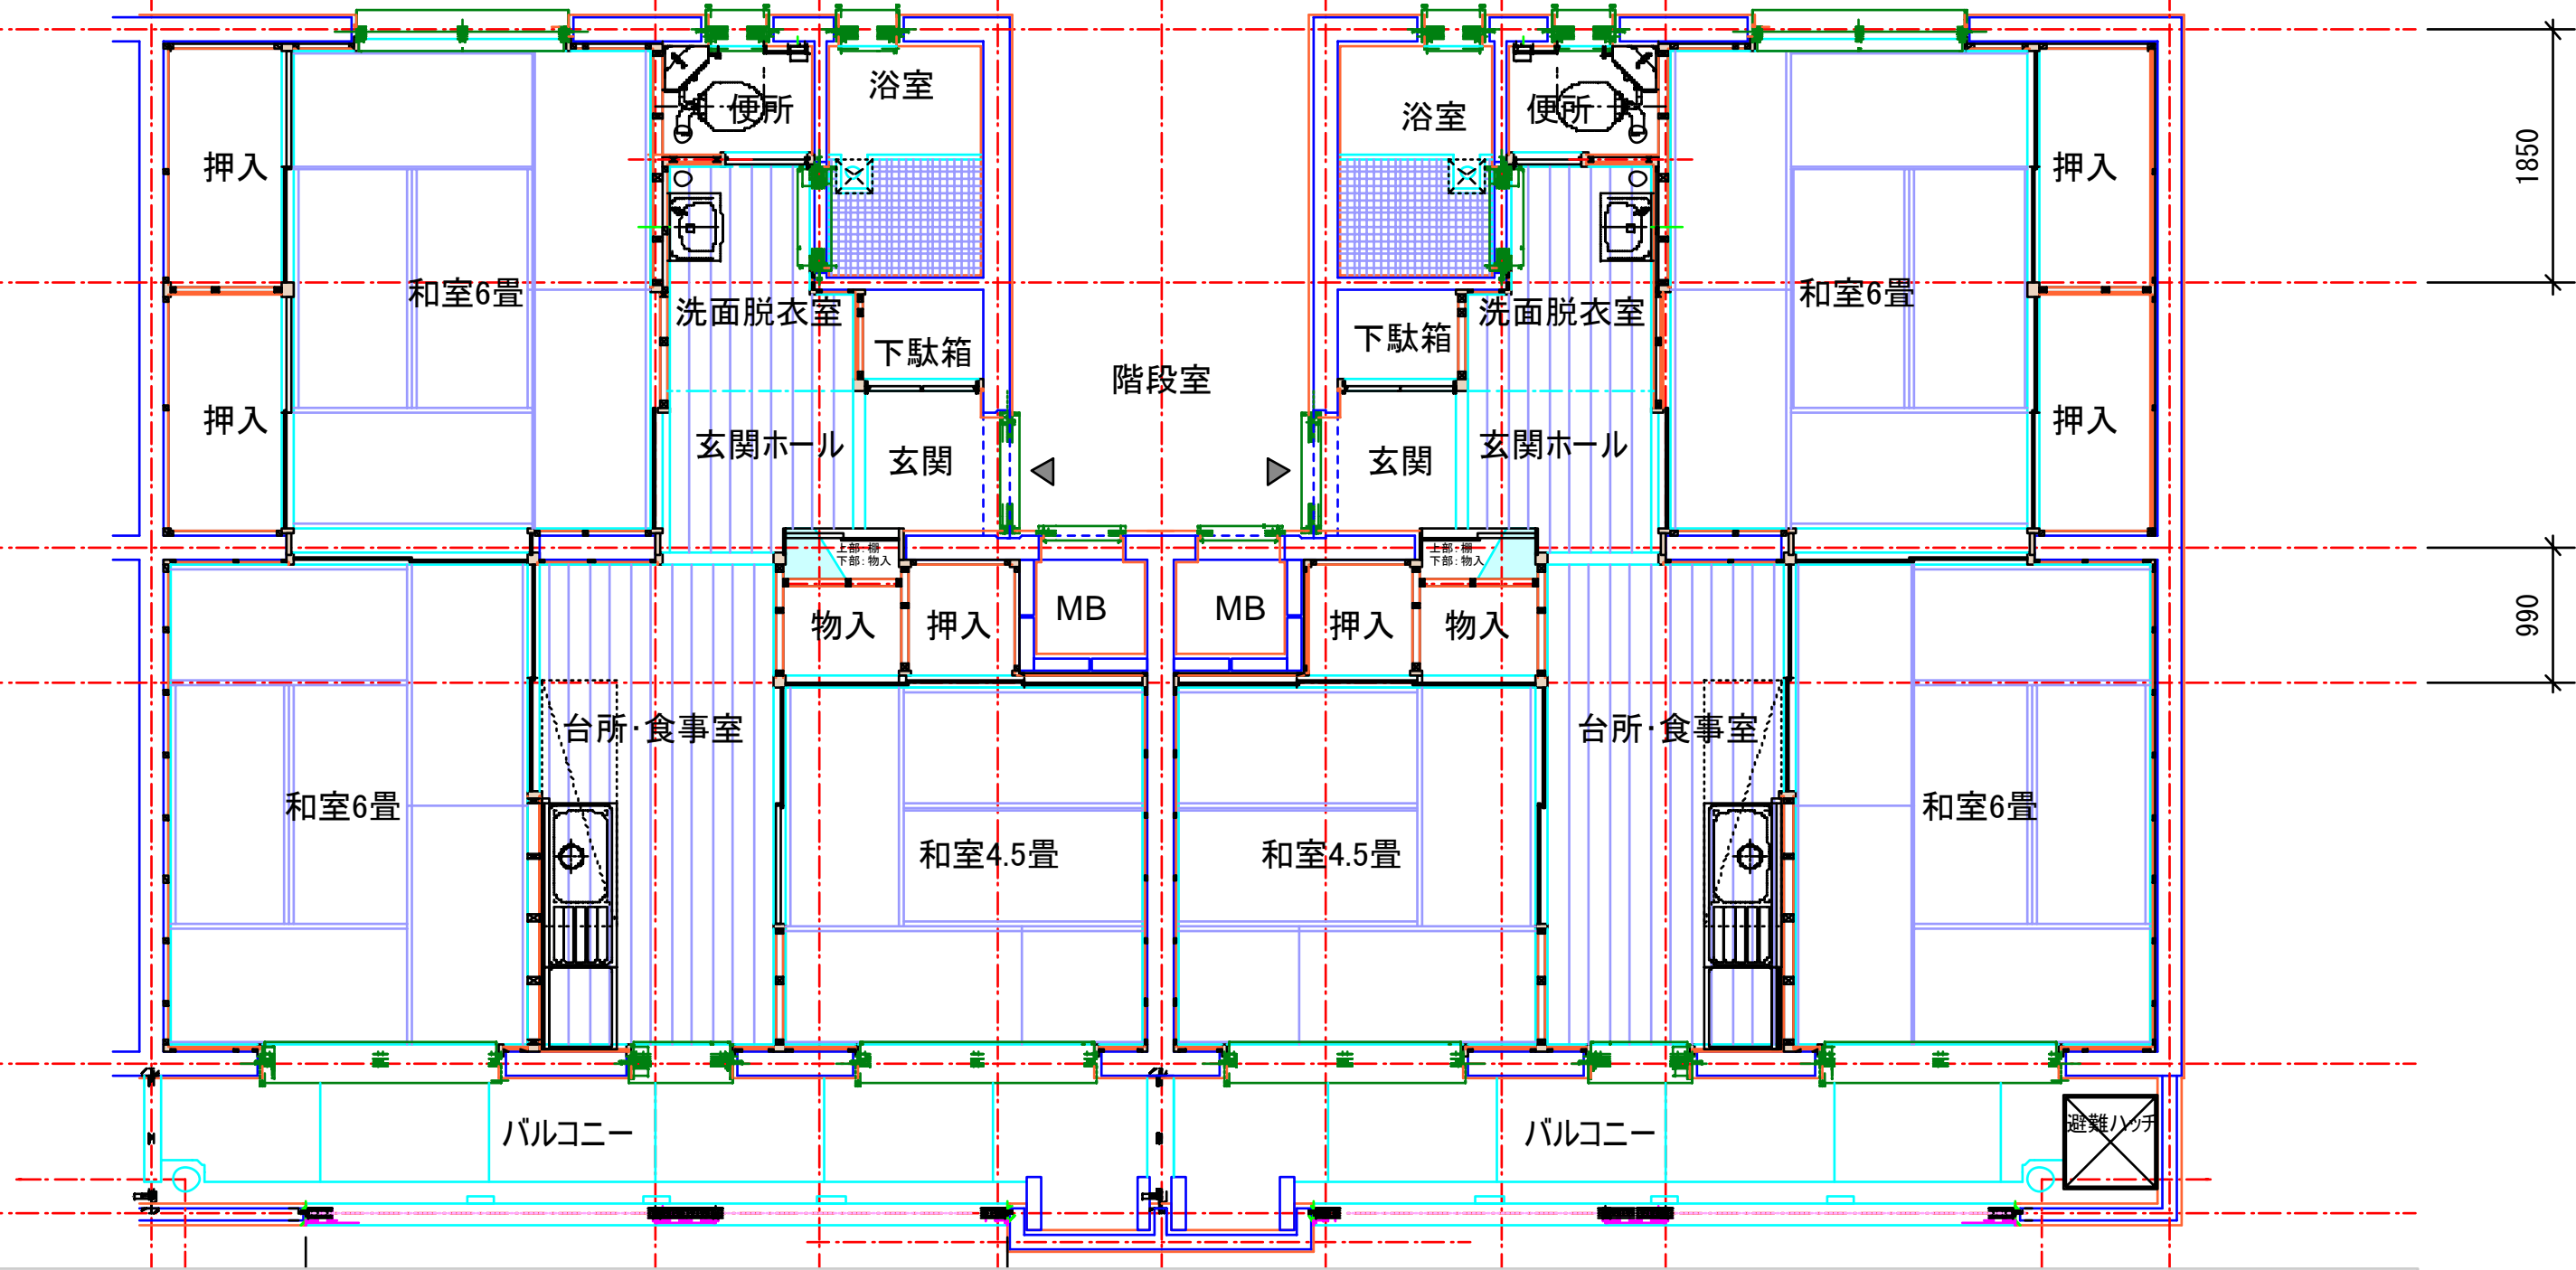 浴室
便所
浴室
便所
押入
押入
1850
和室6畳
和室6畳
洗面脱衣室
洗面脱衣室
下駄箱
下駄箱
階段室
押入
押入
玄関ホール
玄関
玄関
玄関ホール
上部:棚
下部:物入
上部:棚
下部:物入
物入
押入
MB
MB
押入
物入
990
台所・食事室
台所・食事室
和室6畳
和室6畳
和室4.5畳
和室4.5畳
バルコニー
バルコニー
避難ハッチ